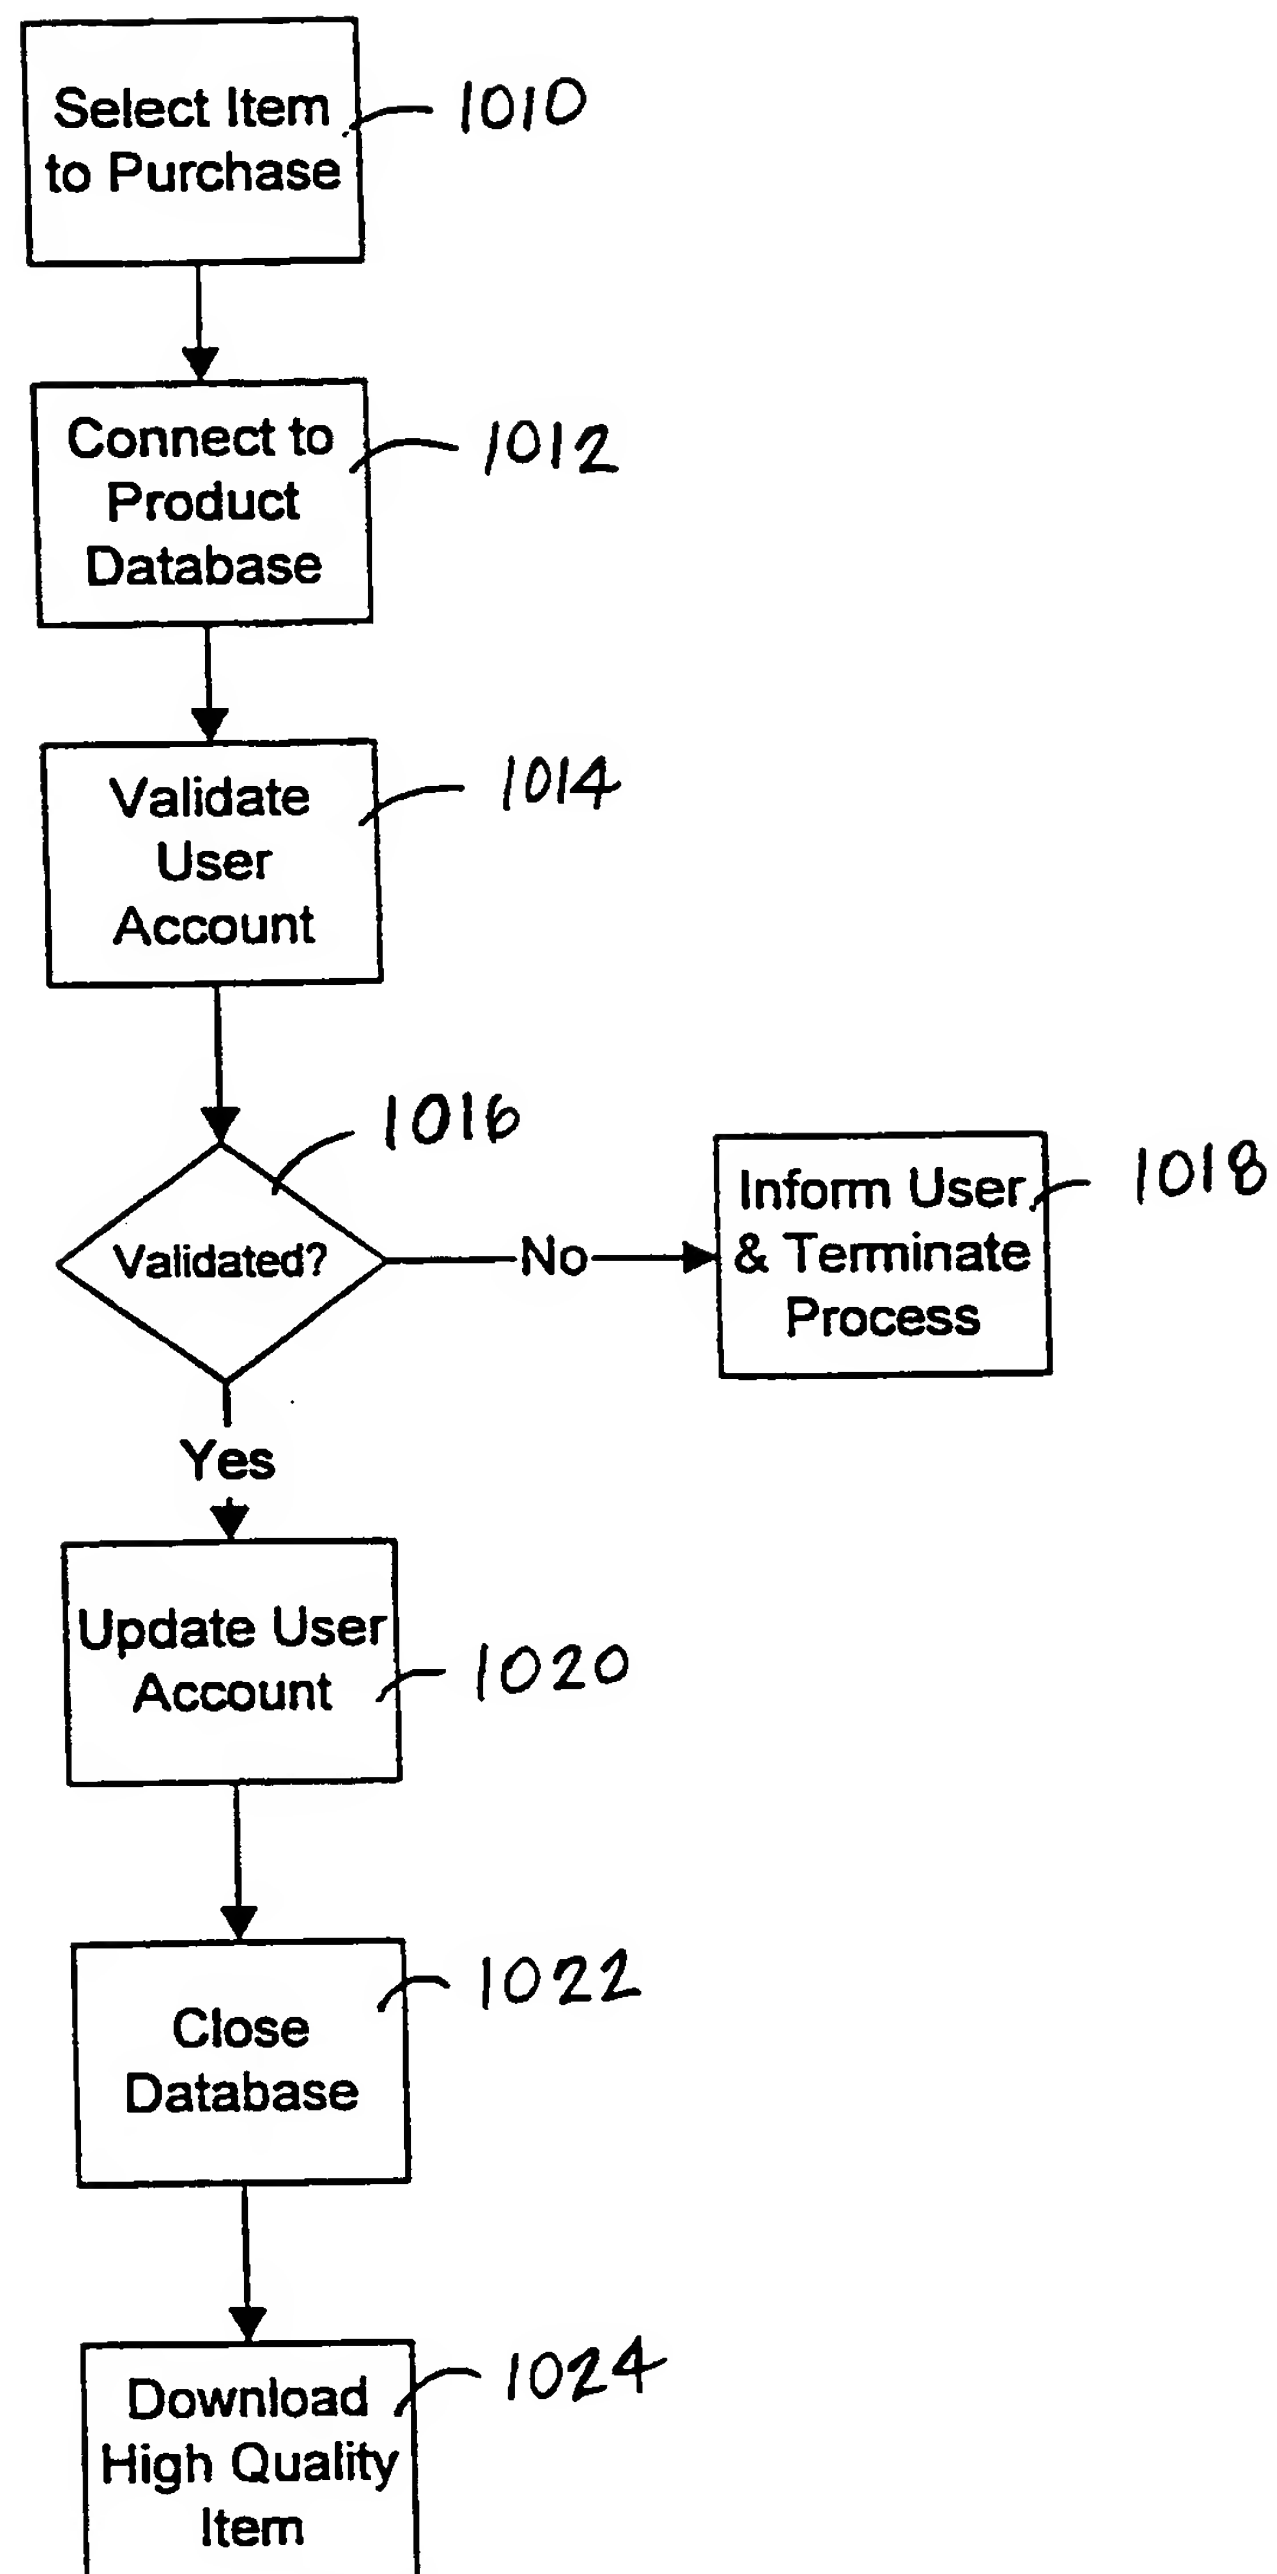 Select Item
to Purchase
1010
Connect to
Product
Database
1012
Validate
User
Account
1014
1016
Validated?
No
Inform User
& Terminate
Process
1018
Yes
Update User
Account
1020
Close
Database
1022
Download
High Quality
Item
1024